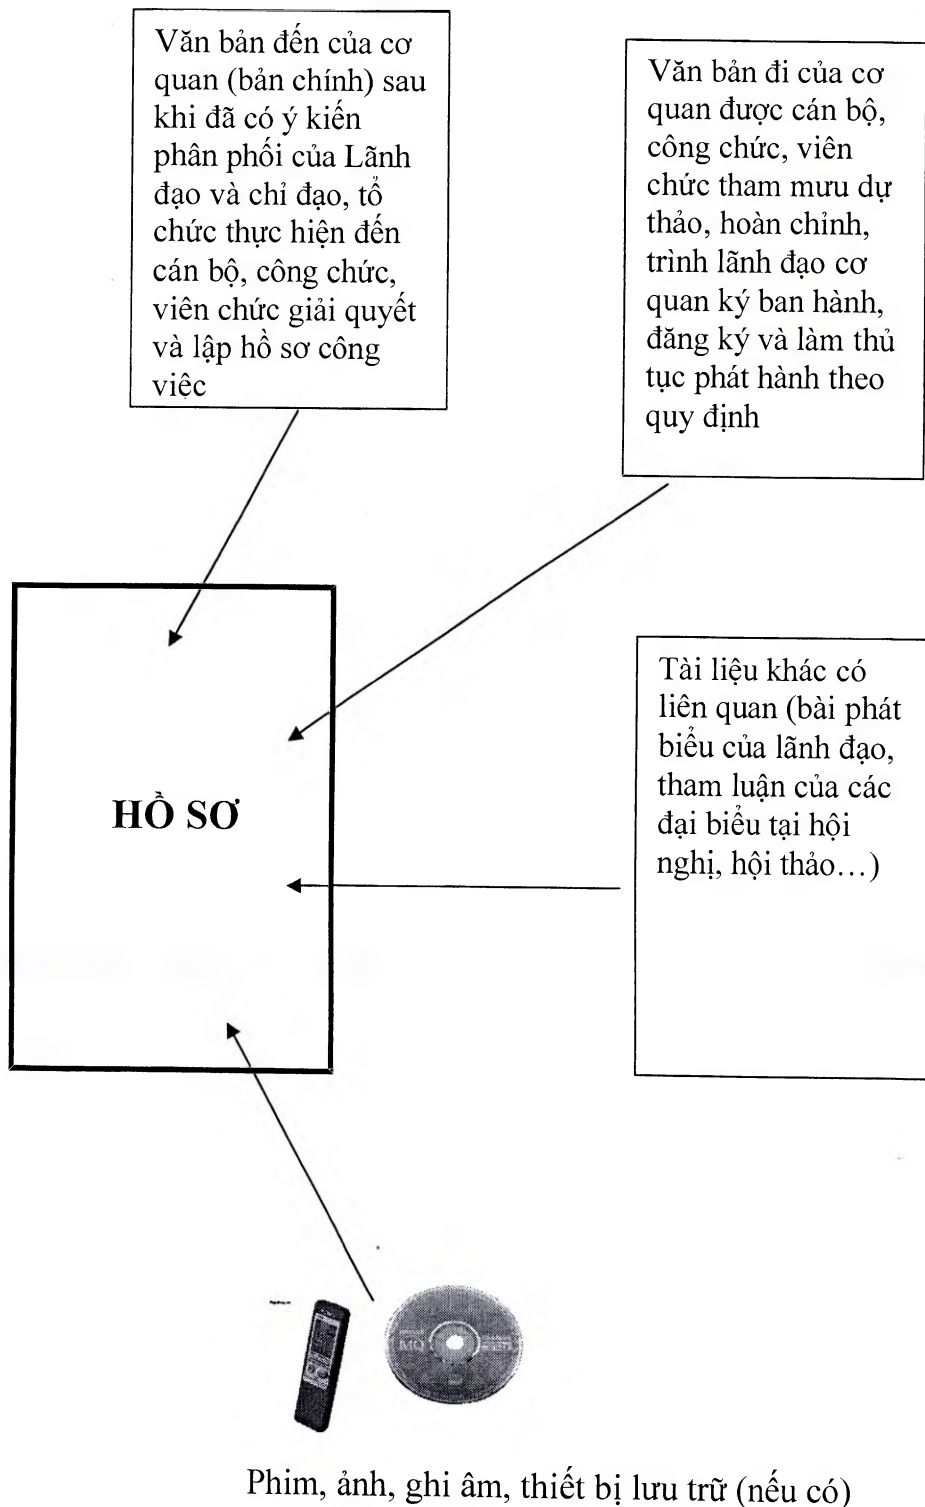 Văn bản đến của cơ
quan (bản chính) sau
khi đã có ý kiến
phân phối của Lãnh
đạo và chỉ đạo, tổ
chức thực hiện đến
cán bộ, công chức,
viên chức giải quyết
và lập hồ sơ công
việc
Văn bản đi của cơ
quan được cán bộ,
công chức, viên
chức tham mưu dự
thảo, hoàn chỉnh,
trình lãnh đạo cơ
quan ký ban hành,
đăng ký và làm thủ
tục phát hành theo
quy định
HỒ SƠ
Tài liệu khác có
liên quan (bài phát
biểu của lãnh đạo,
tham luận của các
đại biểu tại hội
nghị, hội thảo…)
Phim, ảnh, ghi âm, thiết bị lưu trữ (nếu có)